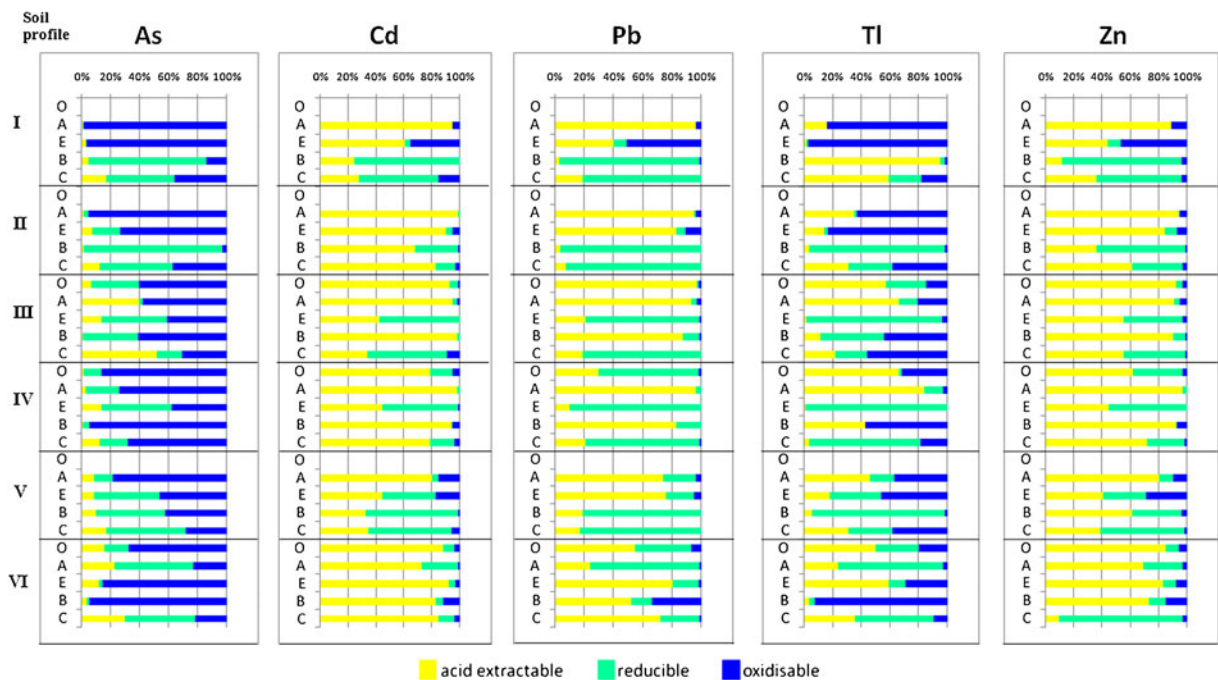 Soil profile
As Cd Pb Tl Zn
0% 20% 40% 60% 80% 100% 0% 20% 40% 60% 80% 100% 0% 20% 40% 60% 80% 100% 0% 20% 40% 60% 80% 100% 0% 20% 40% 60% 80% 100%
O O O O O
I A A A A A
E E E E E
B B B B B
C C C C C
O O O O O
A A A A A
II E E E E E
B B B B B
C C C C C
O O O O O
A A A A A
III E E E E E
B B B B B
C C C C C
O O O O O
IV A A A A A
E E E E E
B B B B B
C C C C C
O O O O O
V A A A A A
E E E E E
B B B B B
C C C C C
O O O O O
VI A A A A A
E E E E E
B B B B B
C C C C C
acid extractable reducible oxidisable